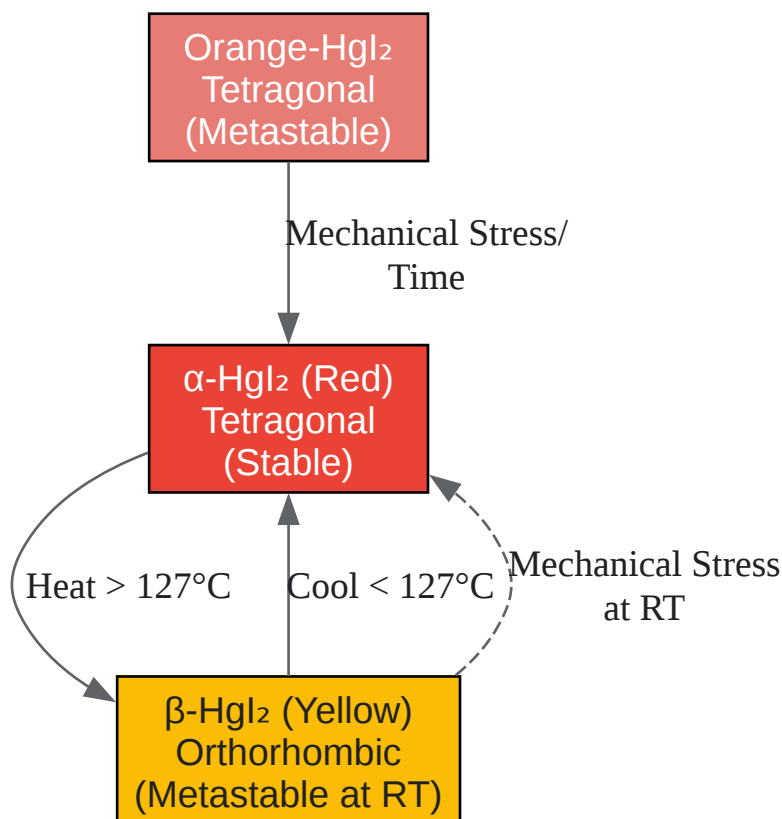 Orange-HgI₂
Tetragonal
(Metastable)
Mechanical Stress/
Time
α-HgI₂ (Red)
Tetragonal
(Stable)
Heat > 127°C
Cool < 127°C
Mechanical Stress
at RT
β-HgI₂ (Yellow)
Orthorhombic
(Metastable at RT)